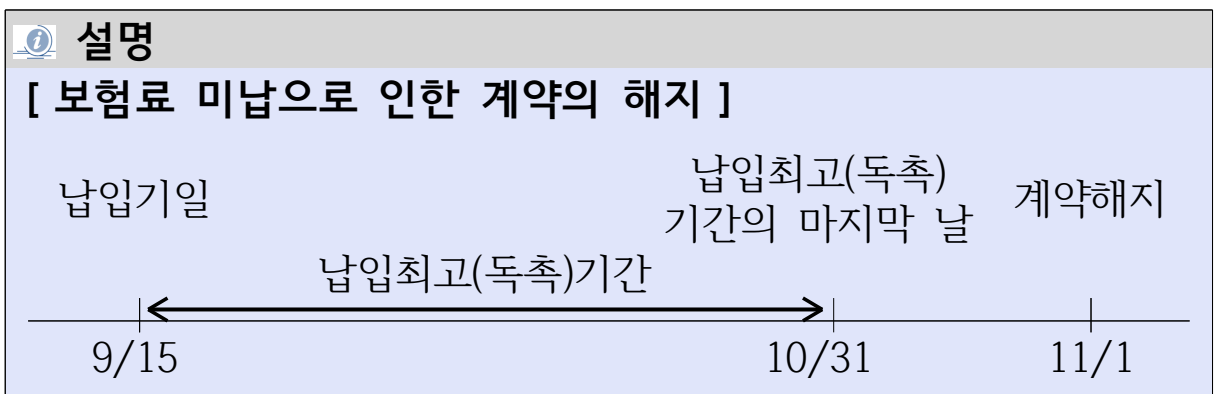 설명
[ 보험료 미납으로 인한 계약의 해지 ]
납입기일
납입최고(독촉)
기간의 마지막 날
계약해지
납입최고(독촉)기간
9/15
10/31
11/1